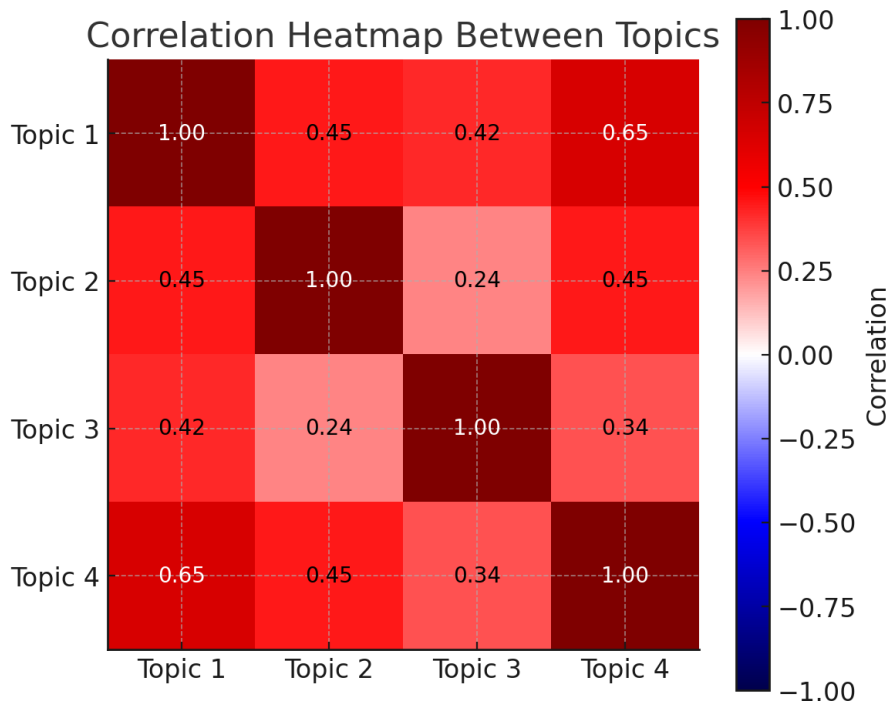 Correlation Heatmap Between Topics
Topic 1 1.00 0.45 0.42 0.65
Topic 2 0.45 1.00 0.24 0.45
Topic 3 0.42 0.24 1.00 0.34
Topic 4 0.65 0.45 0.34 1.00
Topic 1 Topic 2 Topic 3 Topic 4
1.00
0.75
0.50
0.25
0.00
−0.25
−0.50
−0.75
−1.00
Correlation